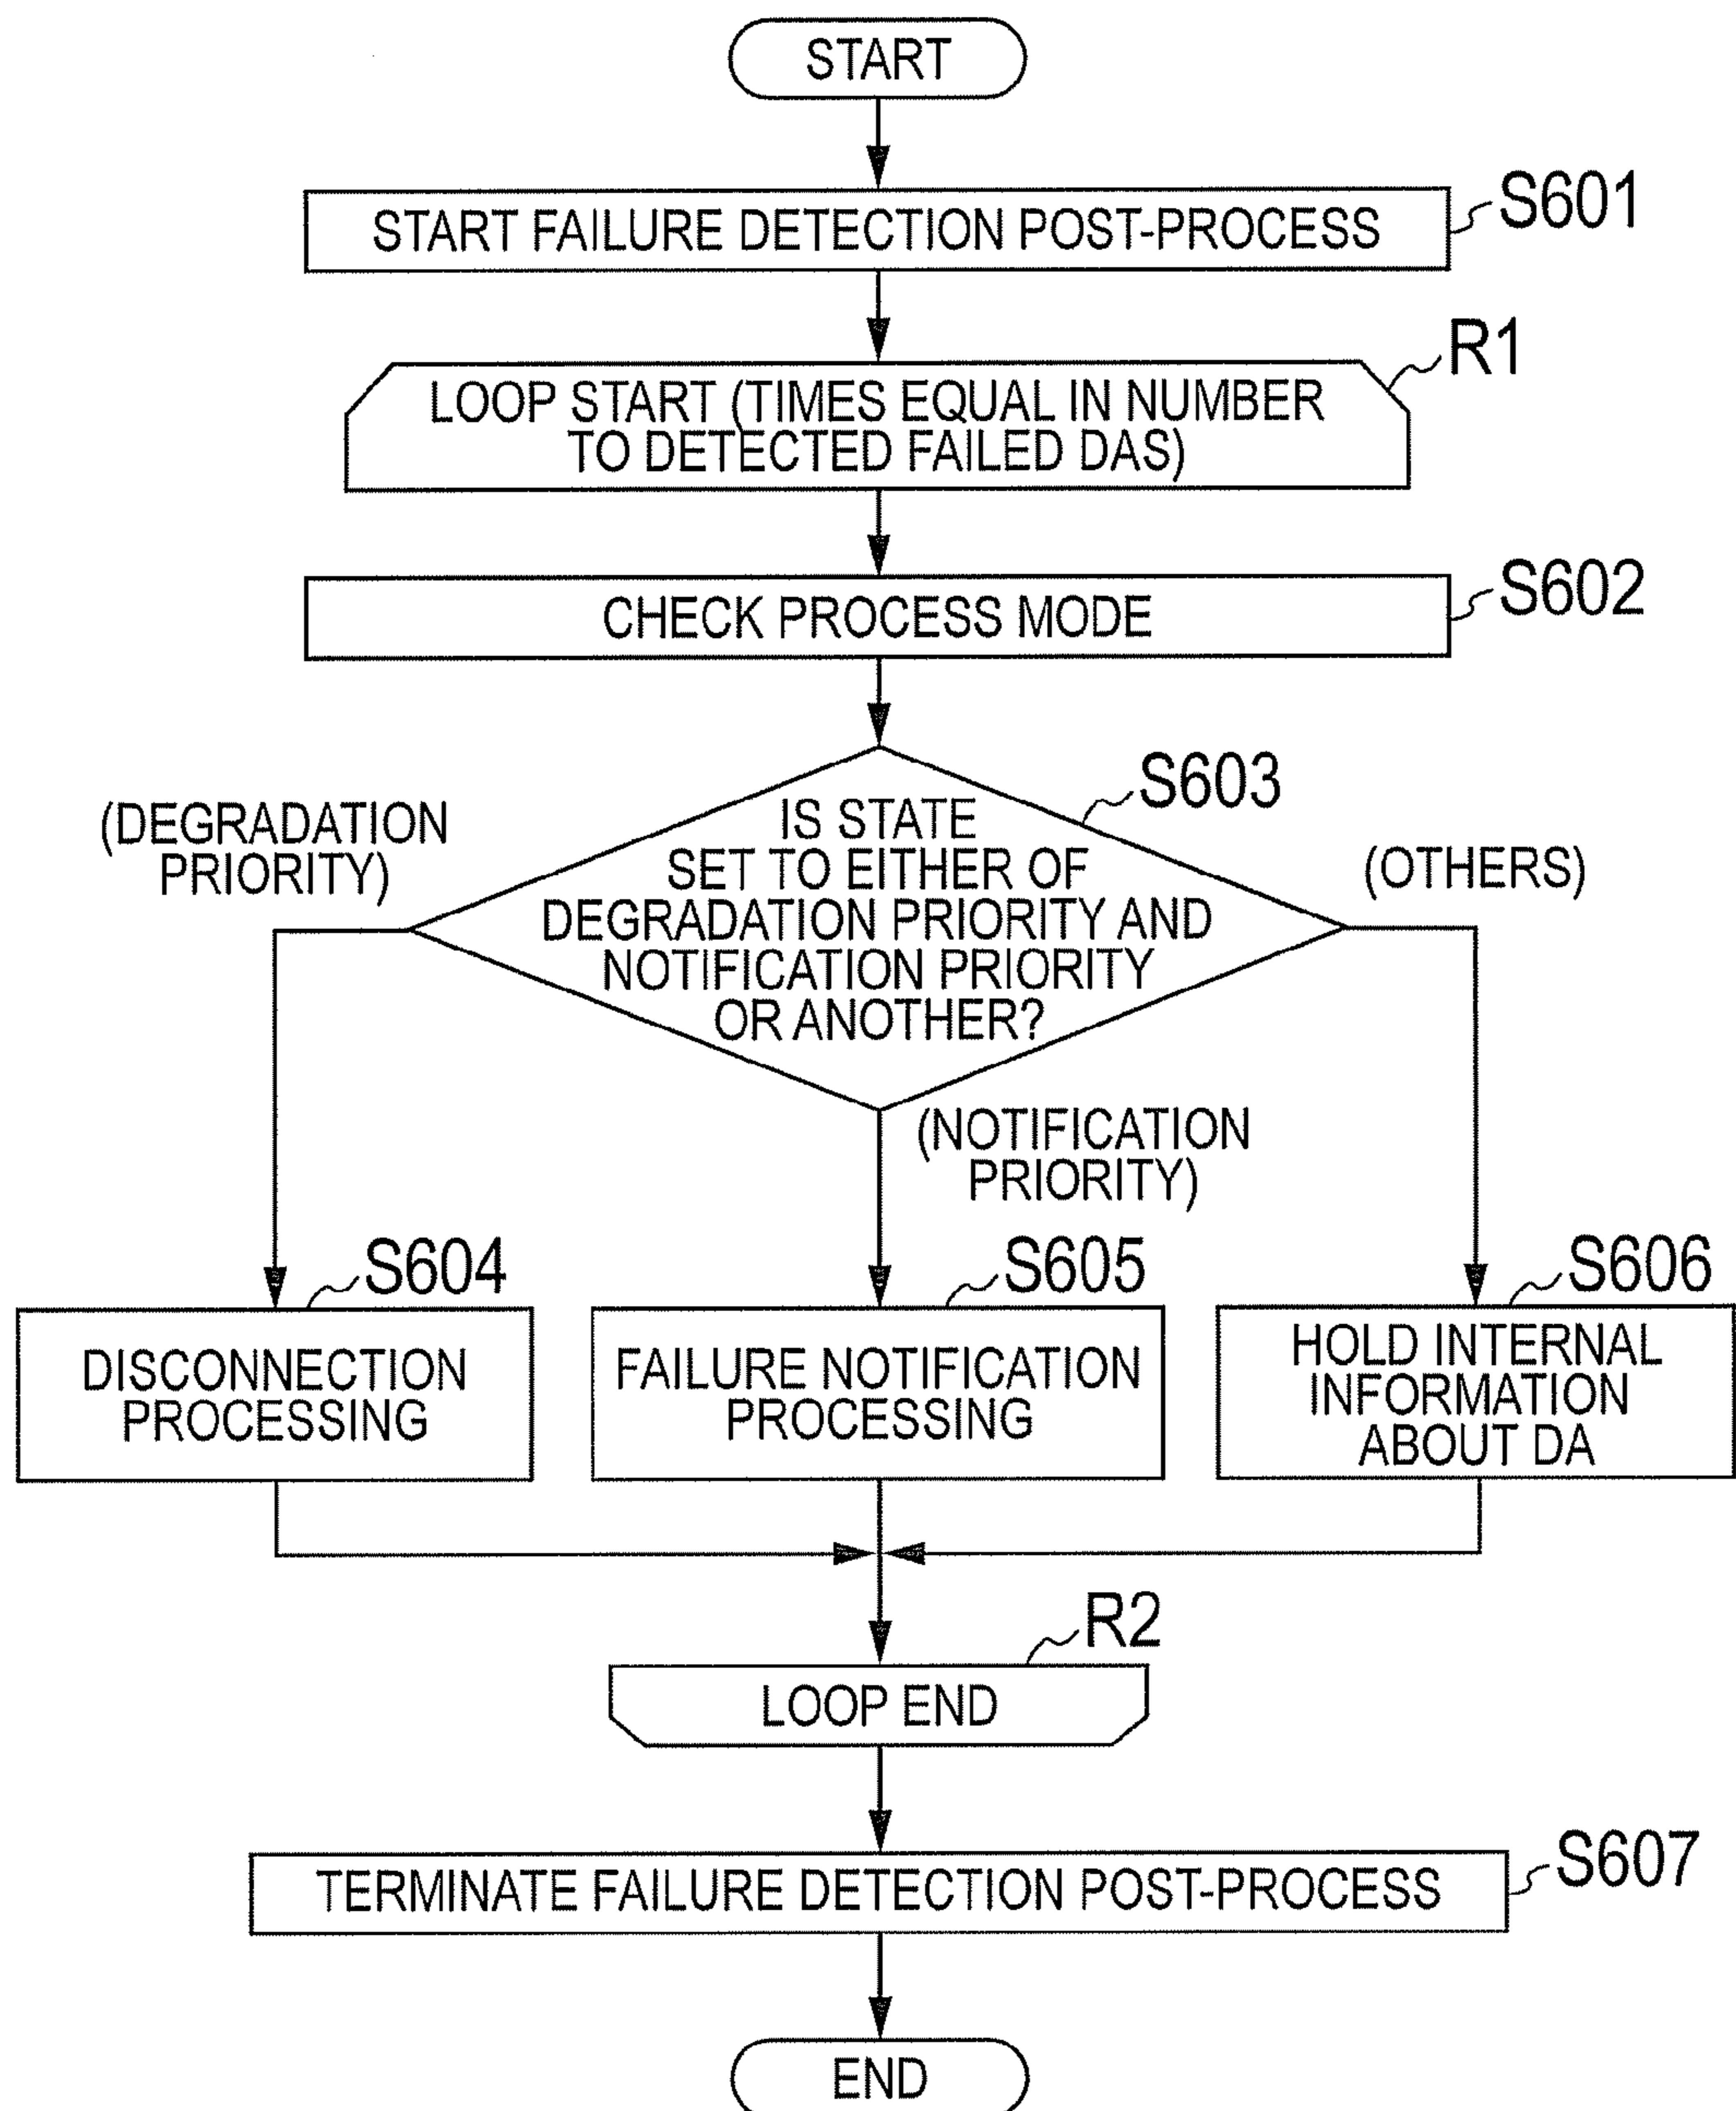 START
START FAILURE DETECTION POST-PROCESS
S601
R1
LOOP START (TIMES EQUAL IN NUMBER
TO DETECTED FAILED DAS)
S602
CHECK PROCESS MODE
S603
(DEGRADATION
PRIORITY)
IS STATE
SET TO EITHER OF
DEGRADATION PRIORITY AND
NOTIFICATION PRIORITY
OR ANOTHER?
(OTHERS)
(NOTIFICATION
PRIORITY)
S604
DISCONNECTION
PROCESSING
S605
FAILURE NOTIFICATION
PROCESSING
S606
HOLD INTERNAL
INFORMATION
ABOUT DA
R2
LOOP END
S607
TERMINATE FAILURE DETECTION POST-PROCESS
END